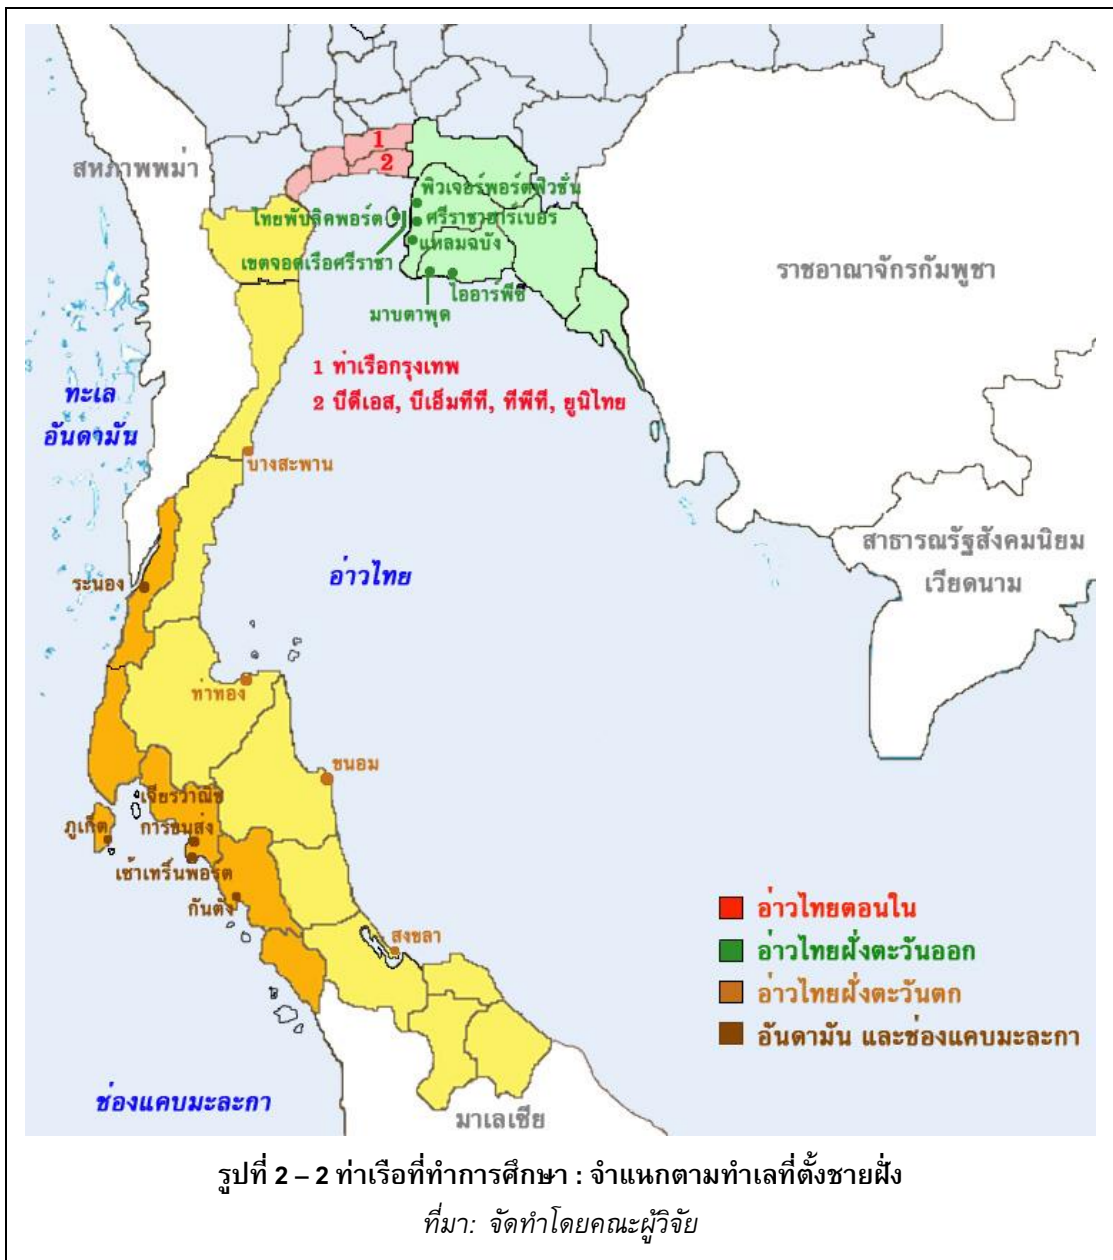 1
2
สหภาพพม่า
พิวเจอร์พอร์ตฟิวชั่น
ไทยพับลิคพอร์ต
ศรีราชาฮาร์เบอร์
แหลมฉบัง
เขตจอดเรือศรีราชา
ราชอาณาจักรกัมพูชา
ไออาร์พีซี
มาบตาพุด
1 ท่าเรือกรุงเทพ
2 บีดีเอส, บีเอ็มทีที, ทีพีที, ยูนิไทย
ทะเล
อันดามัน
บางสะพาน
สาธารณรัฐสังคมนิยม
เวียดนาม
อ่าวไทย
ระนอง
ท่าทอง
ขนอม
เจียรวาณิช
ภูเก็ต
การขนส่ง
เซ้าเทริ์นพอร์ต
กันตัง
สงขลา
อ่าวไทยตอนใน
อ่าวไทยฝั่งตะวันออก
อ่าวไทยฝั่งตะวันตก
อันดามัน และช่องแคบมะละกา
ช่องแคบมะละกา
มาเลเซีย
รูปที่ 2 – 2 ท่าเรือที่ทำการศึกษา : จำแนกตามทำเลที่ตั้งชายฝั่ง
ที่มา: จัดทำโดยคณะผู้วิจัย